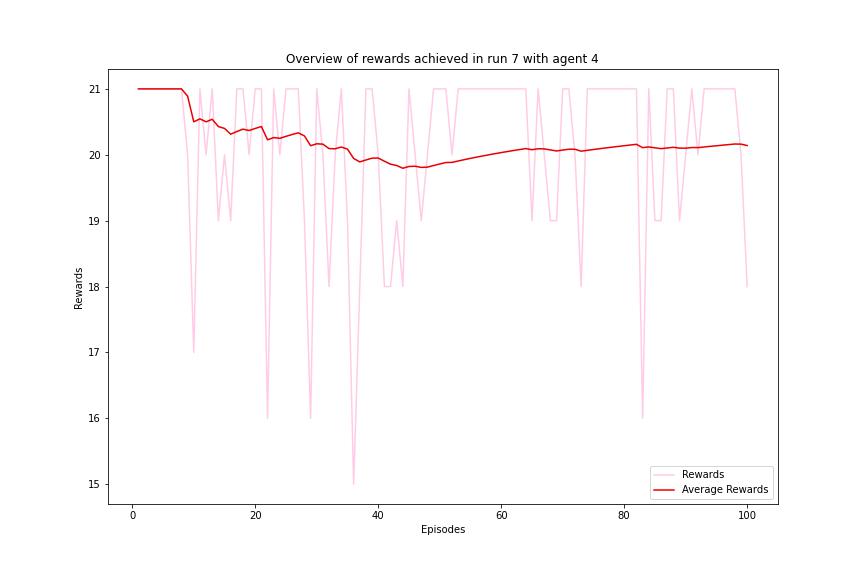 Overview of rewards achieved in run 7 with agent 4
Rewards
21
20
19
18
17
16
15
0 20 40 60 80 100
Episodes
Rewards
Average Rewards